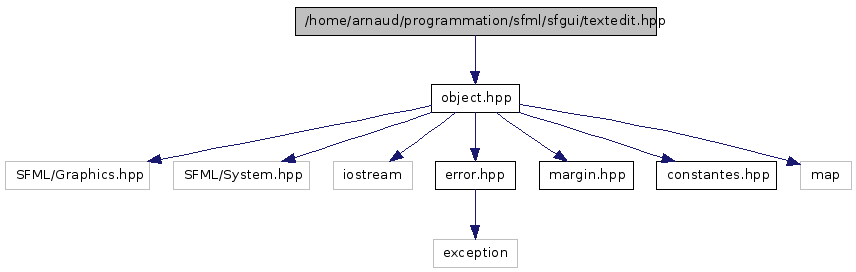 /home/arnaud/programmation/sfml/sfgui/textedit.hpp
object.hpp
SFML/Graphics.hpp
SFML/System.hpp
iostream
error.hpp
margin.hpp
constantes.hpp
map
exception